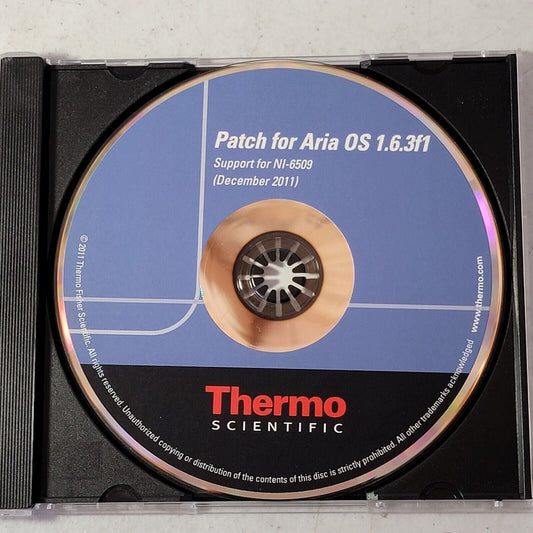 Patch for Aria OS 1.6.3f1
Support for NI-6509
(December 2011)
Thermo
SCIENTIFIC
© 2011 Thermo Fisher Scientific. All rights reserved. Unauthorized copying or distribution of the contents of this disc is strictly prohibited. All other trademarks acknowledged www.thermo.com